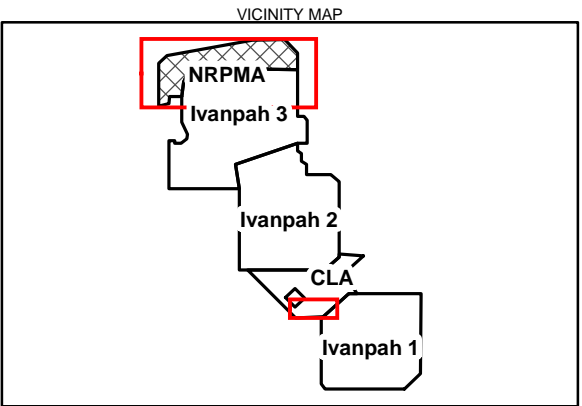 VICINITY MAP
NRPMA
Ivanpah 3
Ivanpah 2
CLA
Ivanpah 1